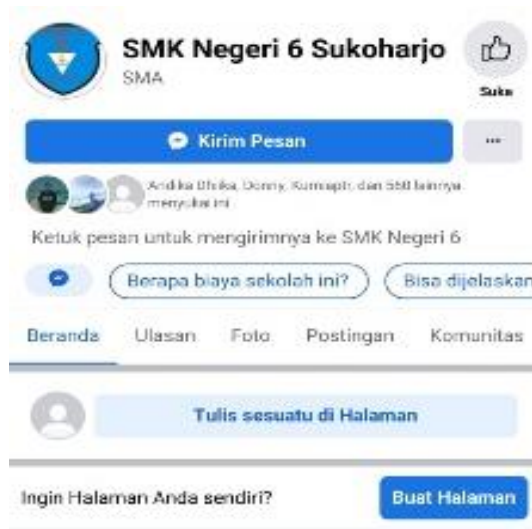 SMK Negeri 6 Sukoharjo
SMA
Suka
Kirim Pesan
...
Andika Dhika, Donny, Kurniaptr, dan 550 lainnya
menyukai ini
Ketuk pesan untuk mengirimnya ke SMK Negeri 6
Berapa biaya sekolah ini?
Bisa dijelaskan
Beranda Ulasan Foto Postingan Komunitas
Tulis sesuatu di Halaman
Ingin Halaman Anda sendiri?
Buat Halaman